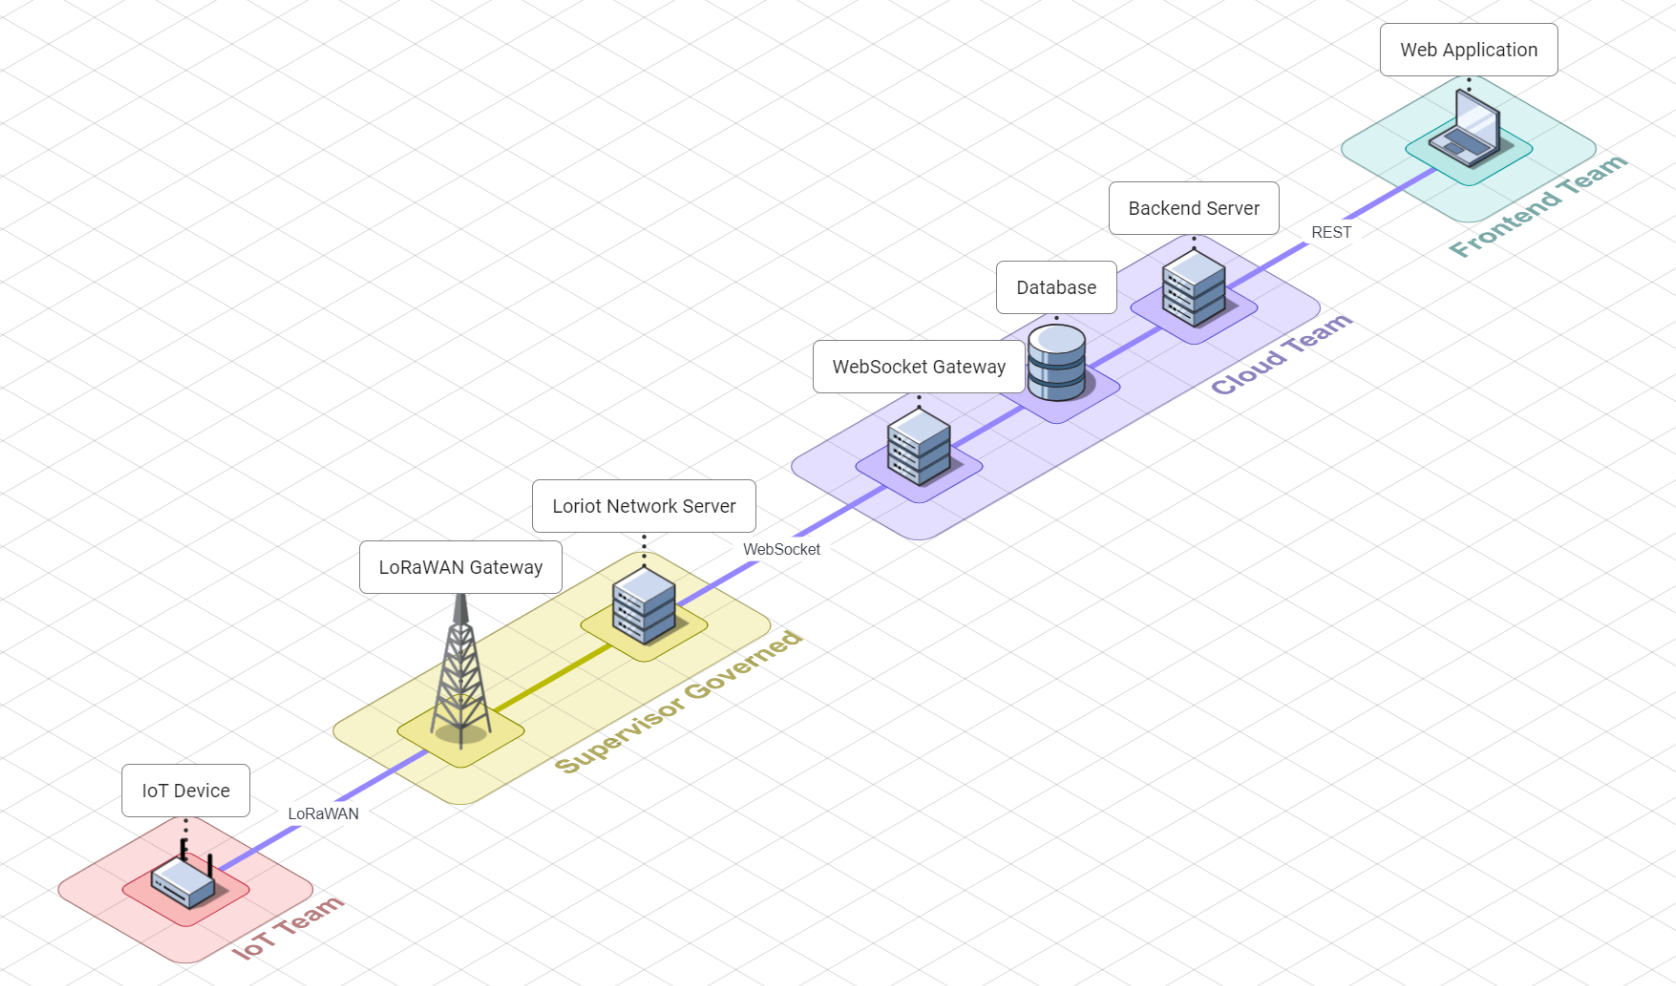 Web Application
Frontend Team
REST
Backend Server
Database
Cloud Team
WebSocket Gateway
WebSocket
Loriot Network Server
LoRaWAN Gateway
Supervisor Governed
LoRaWAN
IoT Device
IoT Team